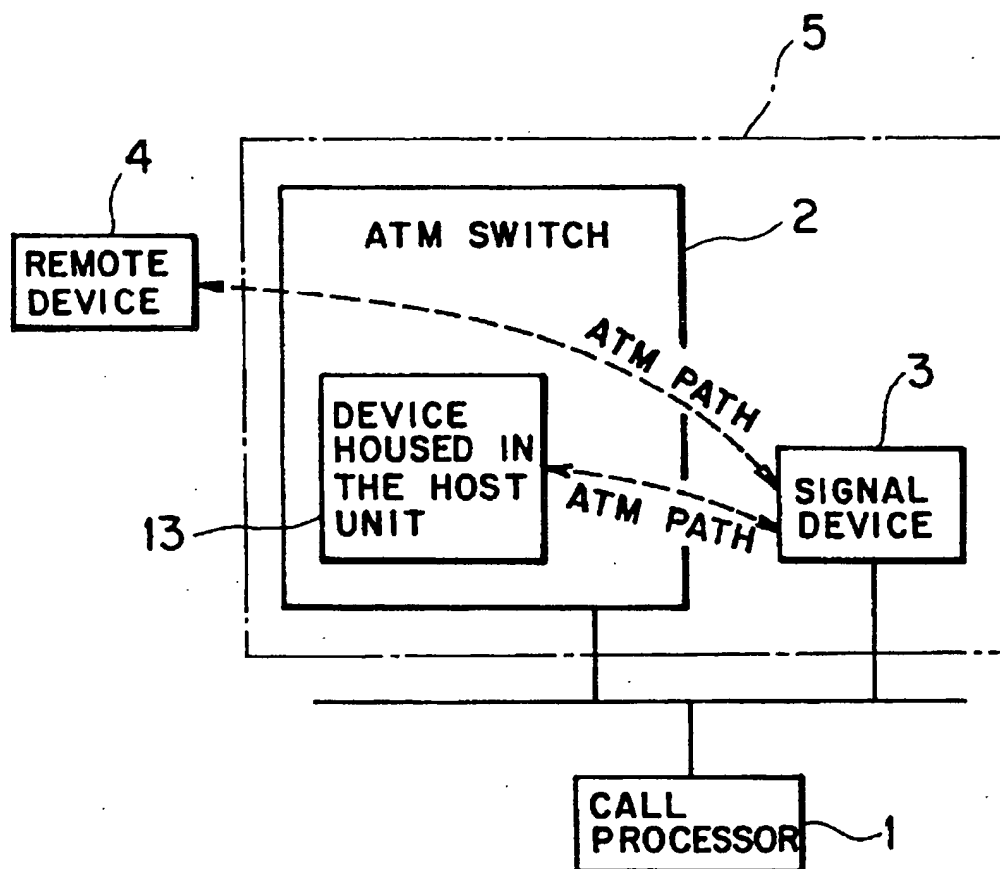 5
4
REMOTE
DEVICE
ATM SWITCH
2
ATM PATH
3
DEVICE
HOUSED IN
THE HOST
UNIT
13
ATM PATH
SIGNAL
DEVICE
CALL
PROCESSOR
1